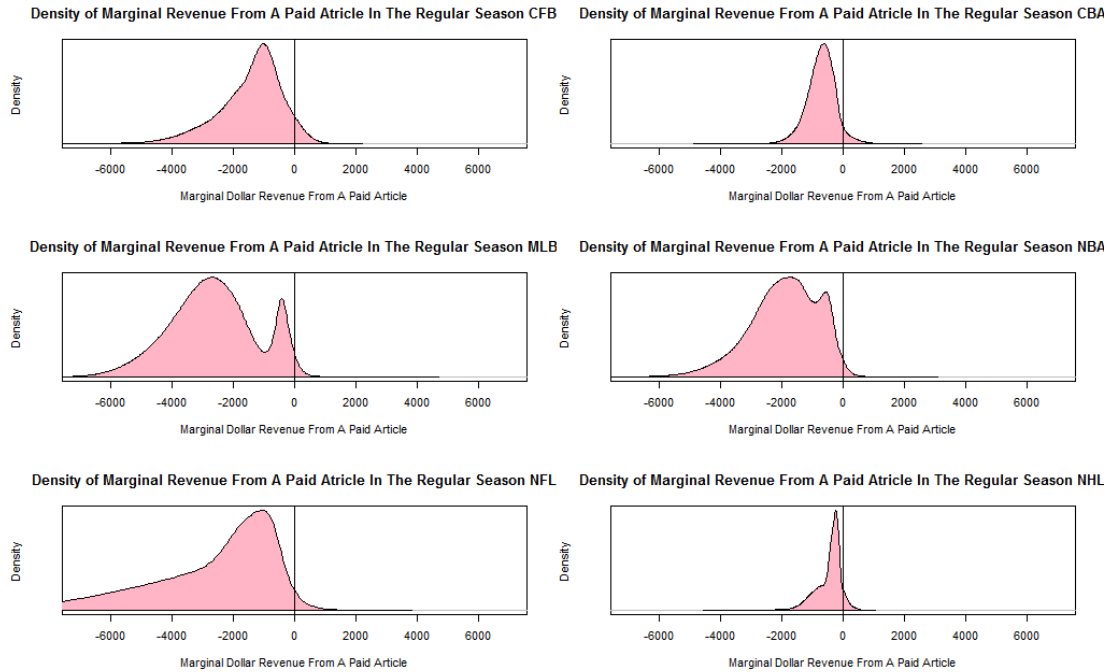 Density of Marginal Revenue From A Paid Atricle In The Regular Season CFB
Density
-6000 -4000 -2000 0 2000 4000 6000
Marginal Dollar Revenue From A Paid Article
Density of Marginal Revenue From A Paid Atricle In The Regular Season CBA
Density
-6000 -4000 -2000 0 2000 4000 6000
Marginal Dollar Revenue From A Paid Article
Density of Marginal Revenue From A Paid Atricle In The Regular Season MLB
Density
-6000 -4000 -2000 0 2000 4000 6000
Marginal Dollar Revenue From A Paid Article
Density of Marginal Revenue From A Paid Atricle In The Regular Season NBA
Density
-6000 -4000 -2000 0 2000 4000 6000
Marginal Dollar Revenue From A Paid Article
Density of Marginal Revenue From A Paid Atricle In The Regular Season NFL
Density
-6000 -4000 -2000 0 2000 4000 6000
Marginal Dollar Revenue From A Paid Article
Density of Marginal Revenue From A Paid Atricle In The Regular Season NHL
Density
-6000 -4000 -2000 0 2000 4000 6000
Marginal Dollar Revenue From A Paid Article